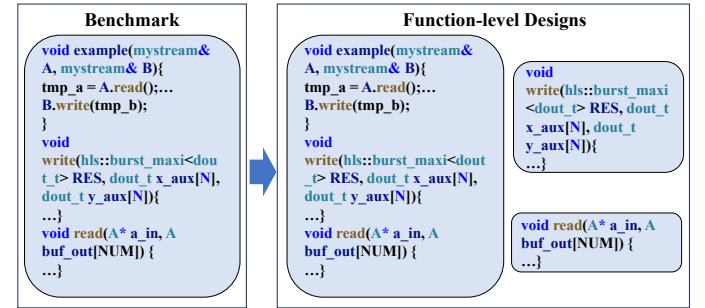 Benchmark
void example(mystream&
A, mystream& B){
tmp_a = A.read();…
B.write(tmp_b);
}
void
write(hls::burst_maxi<dou
t_t> RES, dout_t x_aux[N],
dout_t y_aux[N]){
…}
void read(A* a_in, A
buf_out[NUM]) {
…}
Function-level Designs
void example(mystream&
A, mystream& B){
tmp_a = A.read();…
B.write(tmp_b);
}
void
write(hls::burst_maxi<dout
_t> RES, dout_t x_aux[N],
dout_t y_aux[N]){
…}
void read(A* a_in, A
buf_out[NUM]) {
…}
void
write(hls::burst_maxi
<dout_t> RES, dout_t
x_aux[N], dout_t
y_aux[N]){
…}
void read(A* a_in, A
buf_out[NUM]) {
…}